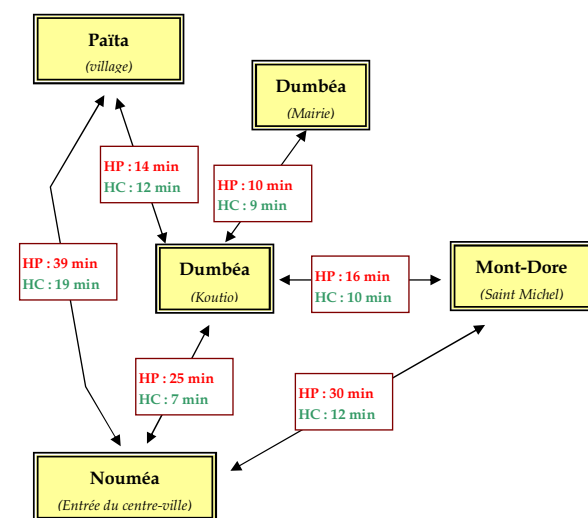 Païta
(village)
Dumbéa
(Mairie)
HP : 14 min
HC : 12 min
HP : 10 min
HC : 9 min
HP : 39 min
HC : 19 min
Dumbéa
(Koutio)
HP : 16 min
HC : 10 min
Mont-Dore
(Saint Michel)
HP : 25 min
HC : 7 min
HP : 30 min
HC : 12 min
Nouméa
(Entrée du centre-ville)